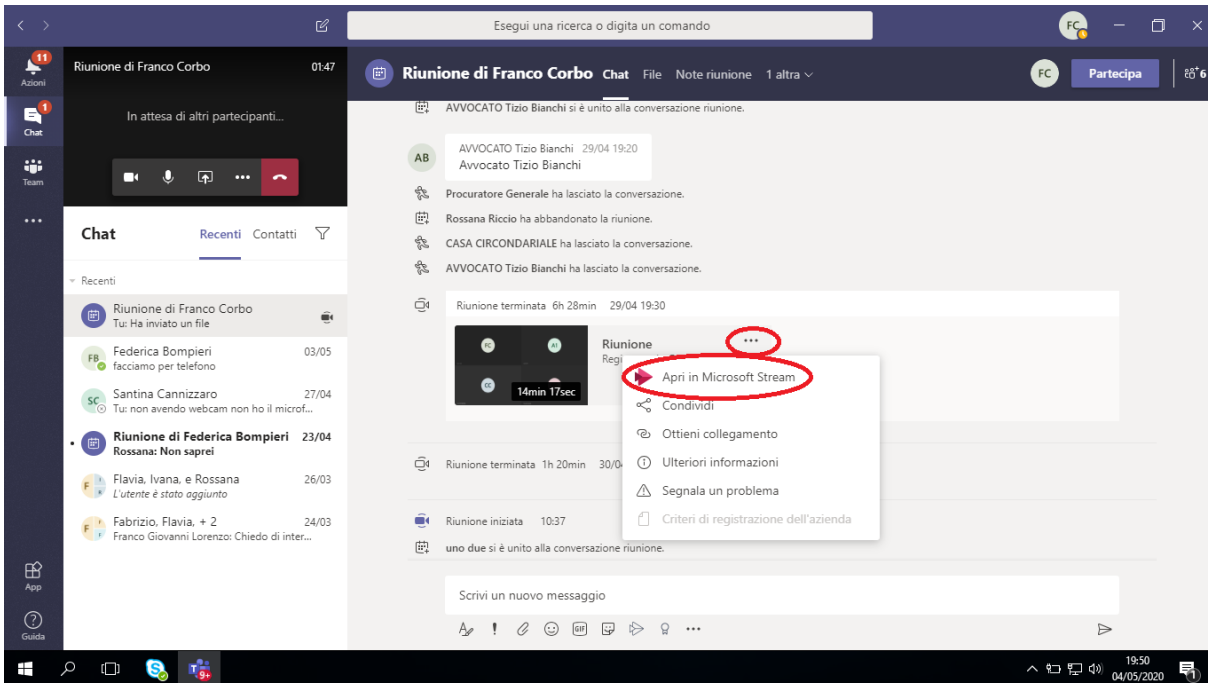 Esegui una ricerca o digita un comando
FC
11
Azioni
1
Chat
Team
App
Guida
Riunione di Franco Corbo 01:47
In attesa di altri partecipanti...
Chat Recenti Contatti
Recenti
Riunione di Franco Corbo
Tu: Ha inviato un file
FB Federica Bompieri 03/05
facciamo per telefono
SC Santina Cannizzaro 27/04
Tu: non avendo webcam non ho il microf...
Riunione di Federica Bompieri 23/04
Rossana: Non saprei
F Flavia, Ivana, e Rossana 26/03
L'utente è stato aggiunto
F Fabrizio, Flavia, + 2 24/03
Franco Giovanni Lorenzo: Chiedo di inter...
Riunione di Franco Corbo Chat File Note riunione 1 altra FC Partecipa 6
AVVOCATO Tizio Bianchi si è unito alla conversazione riunione.
AB AVVOCATO Tizio Bianchi 29/04 19:20
Avvocato Tizio Bianchi
Procuratore Generale ha lasciato la conversazione.
Rossana Riccio ha abbandonato la riunione.
CASA CIRCONDARIALE ha lasciato la conversazione.
AVVOCATO Tizio Bianchi ha lasciato la conversazione.
Riunione terminata 6h 28min 29/04 19:30
FC
CC
14min 17sec
Riunione
Regi
Apri in Microsoft Stream
Condividi
Ottieni collegamento
Ulteriori informazioni
Segnala un problema
Criteri di registrazione dell'azienda
Riunione terminata 1h 20min 30/0
Riunione iniziata 10:37
uno due si è unito alla conversazione riunione.
Scrivi un nuovo messaggio
GIF
T 9+
19:50
04/05/2020
1